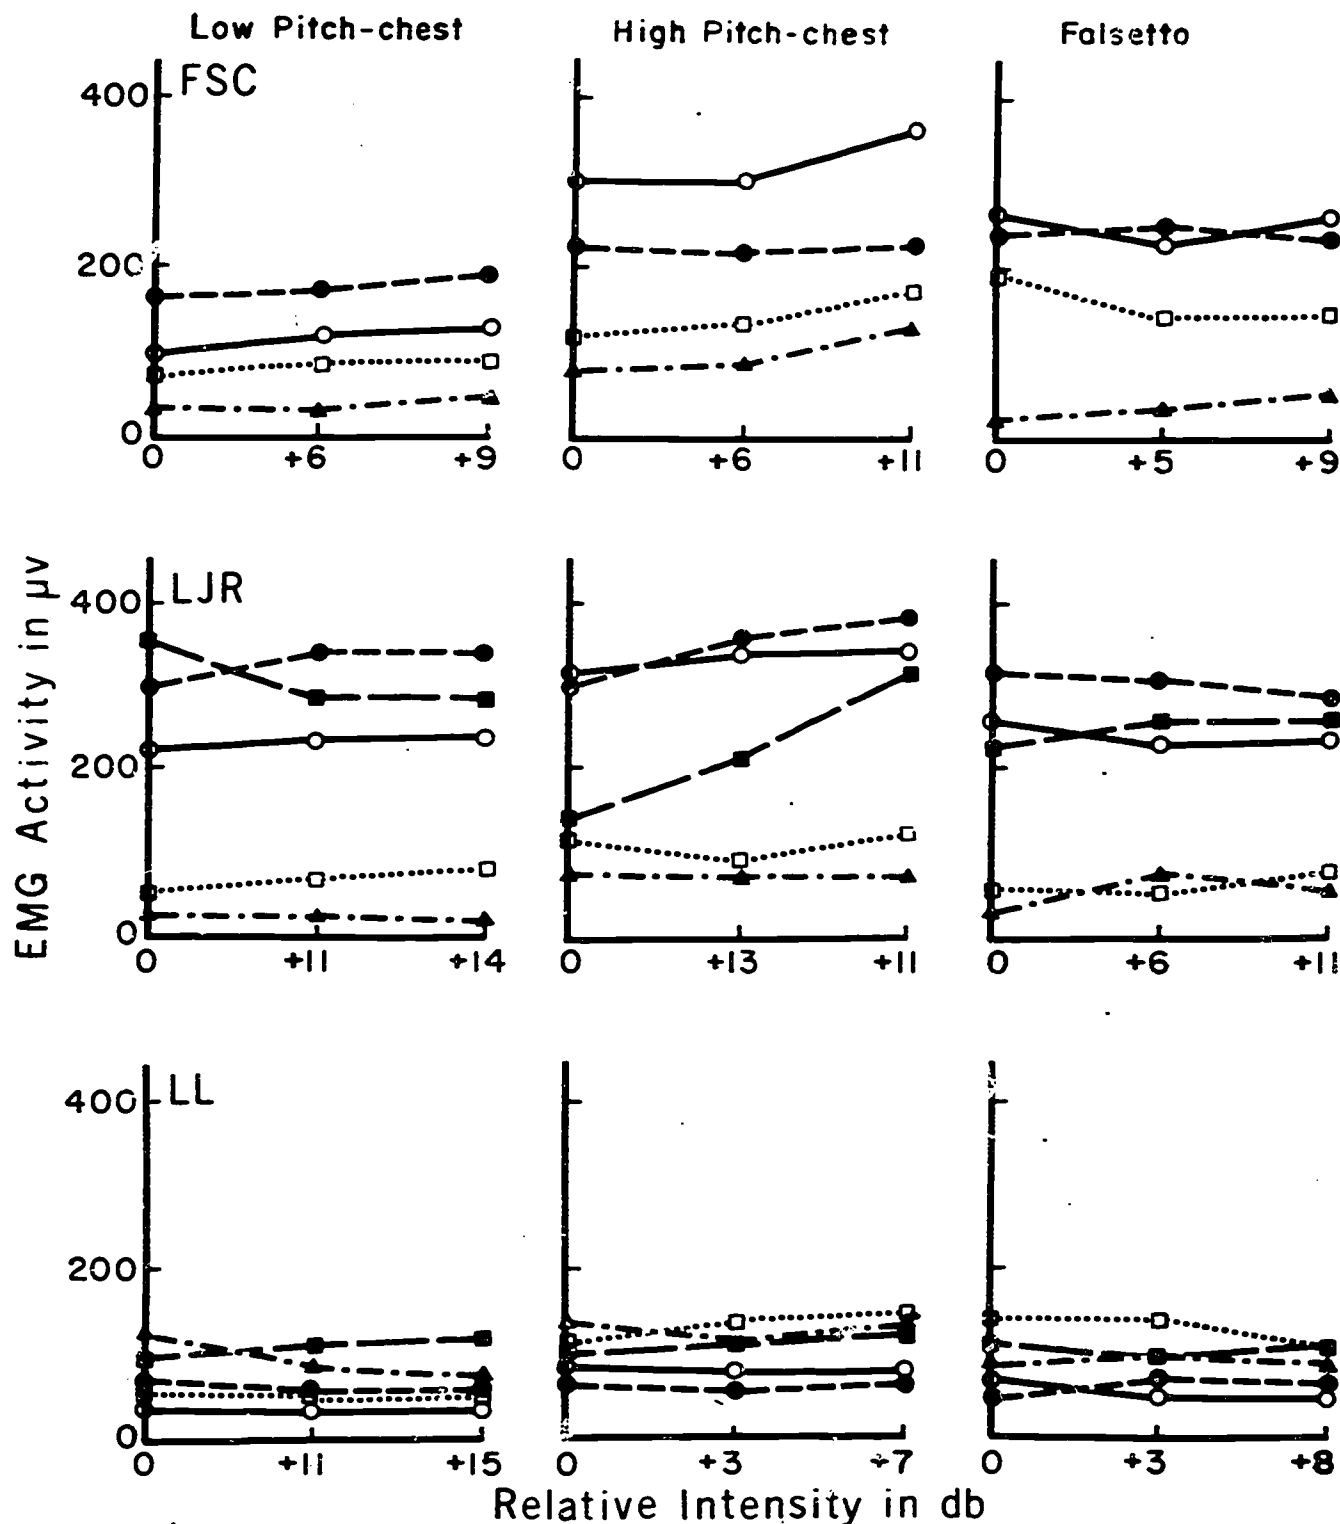 Low Pitch-chest High Pitch-chest Falsetto
FSC
400
200
0
0 +6 +9 0 +6 +11 0 +5 +9
EMG Activity in μv
LJR
400
200
0
0 +11 +14 0 +13 +11 0 +6 +11
LL
400
200
0
0 +11 +15 0 +3 +7 0 +3 +8
Relative Intensity in db